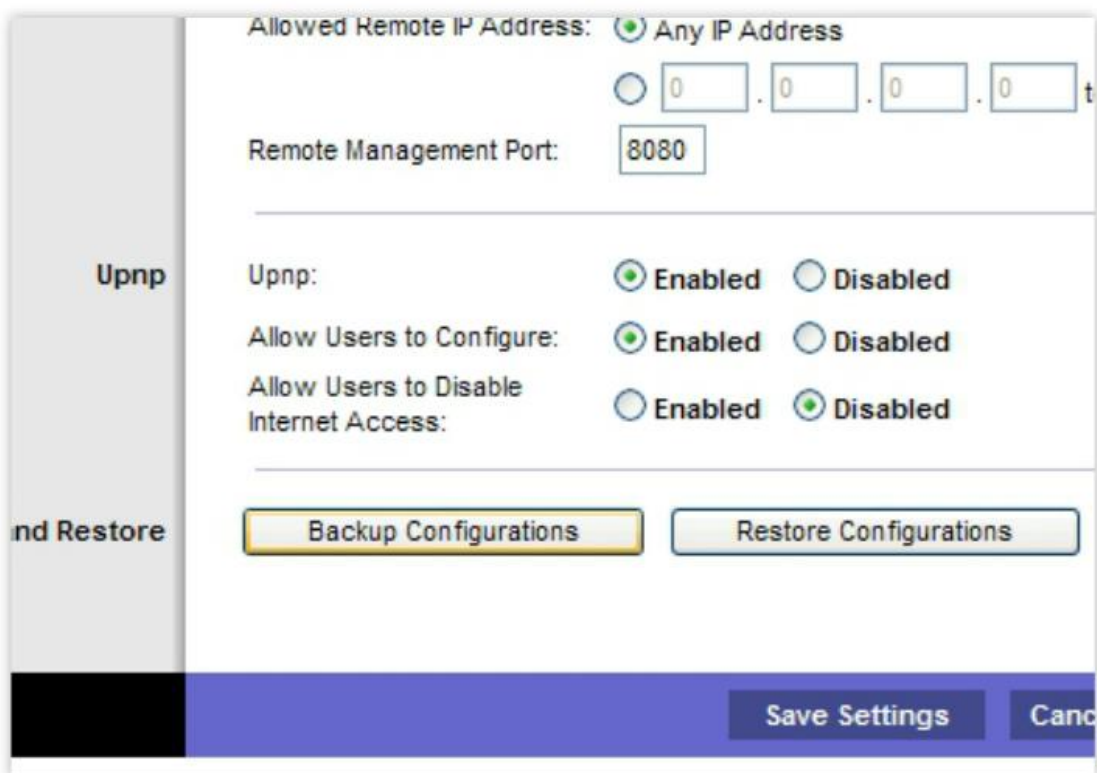 Allowed Remote IP Address: Any IP Address
0 . 0 . 0 . 0 t
Remote Management Port: 8080
Upnp Upnp: Enabled Disabled
Allow Users to Configure: Enabled Disabled
Allow Users to Disable
Internet Access: Enabled Disabled
nd Restore Backup Configurations Restore Configurations
Save Settings Canc